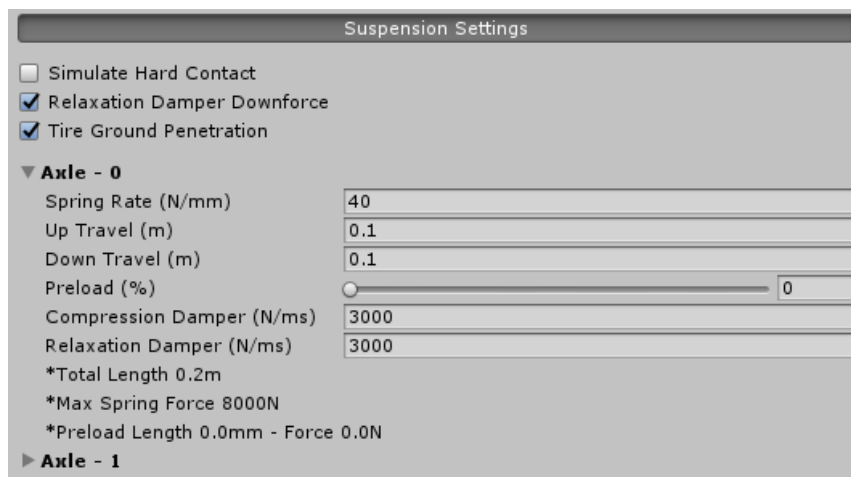 Suspension Settings
Simulate Hard Contact
Relaxation Damper Downforce
Tire Ground Penetration
Axle - 0
Spring Rate (N/mm) 40
Up Travel (m) 0.1
Down Travel (m) 0.1
Preload (%) 0
Compression Damper (N/ms) 3000
Relaxation Damper (N/ms) 3000
*Total Length 0.2m
*Max Spring Force 8000N
*Preload Length 0.0mm - Force 0.0N
Axle - 1